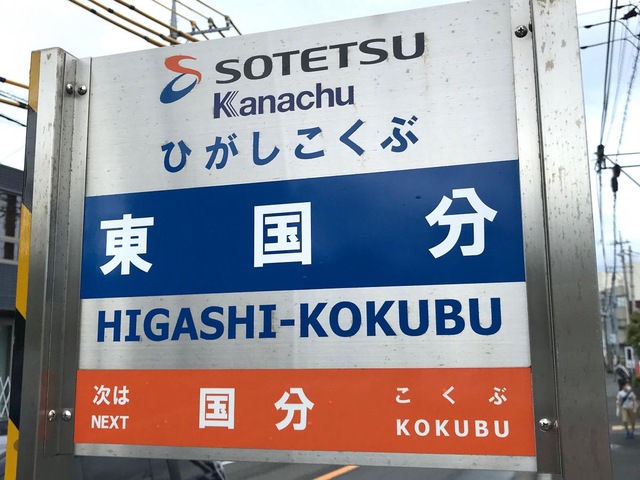 SOTETSU
Kanachu
ひがしこくぶ
東国分
HIGASHI-KOKUBU
次は 国分 こくぶ
NEXT KOKUBU